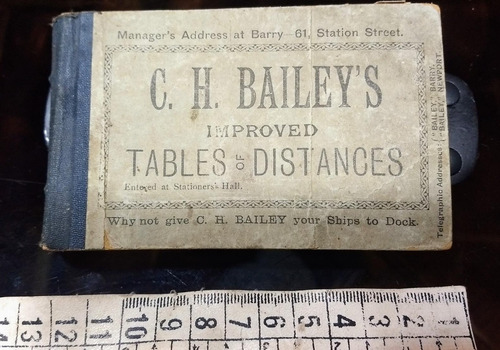 Manager's Address at Barry—61, Station Street.
C. H. BAILEY'S
IMPROVED
TABLES OF DISTANCES
Entered at Stationers' Hall.
Why not give C. H. BAILEY your Ships to Dock.
Telegraphic Addresses: "BAILEY," BARRY.
"BAILEY," NEWPORT.
14 13 12 11 10 9 8 7 6 5 4 3 2 1